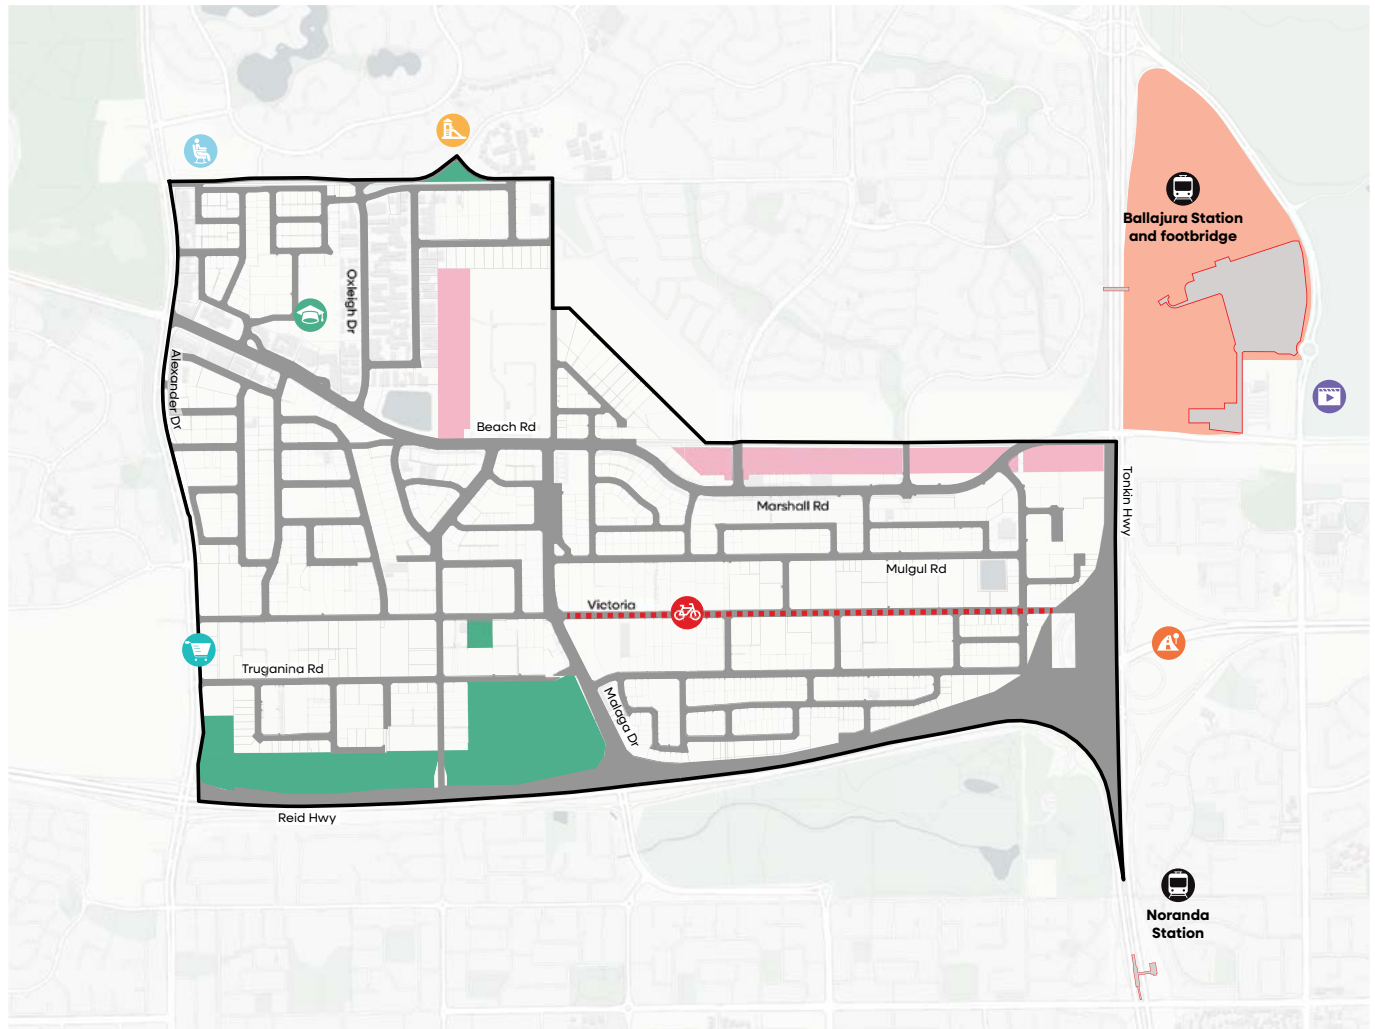 Ballajura Station
and footbridge
Oxleigh Dr
Alexander Dr
Beach Rd
Tonkin Hwy
Marshall Rd
Mulgul Rd
Victoria
Truganina Rd
Malaga Dr
Reid Hwy
Noranda
Station